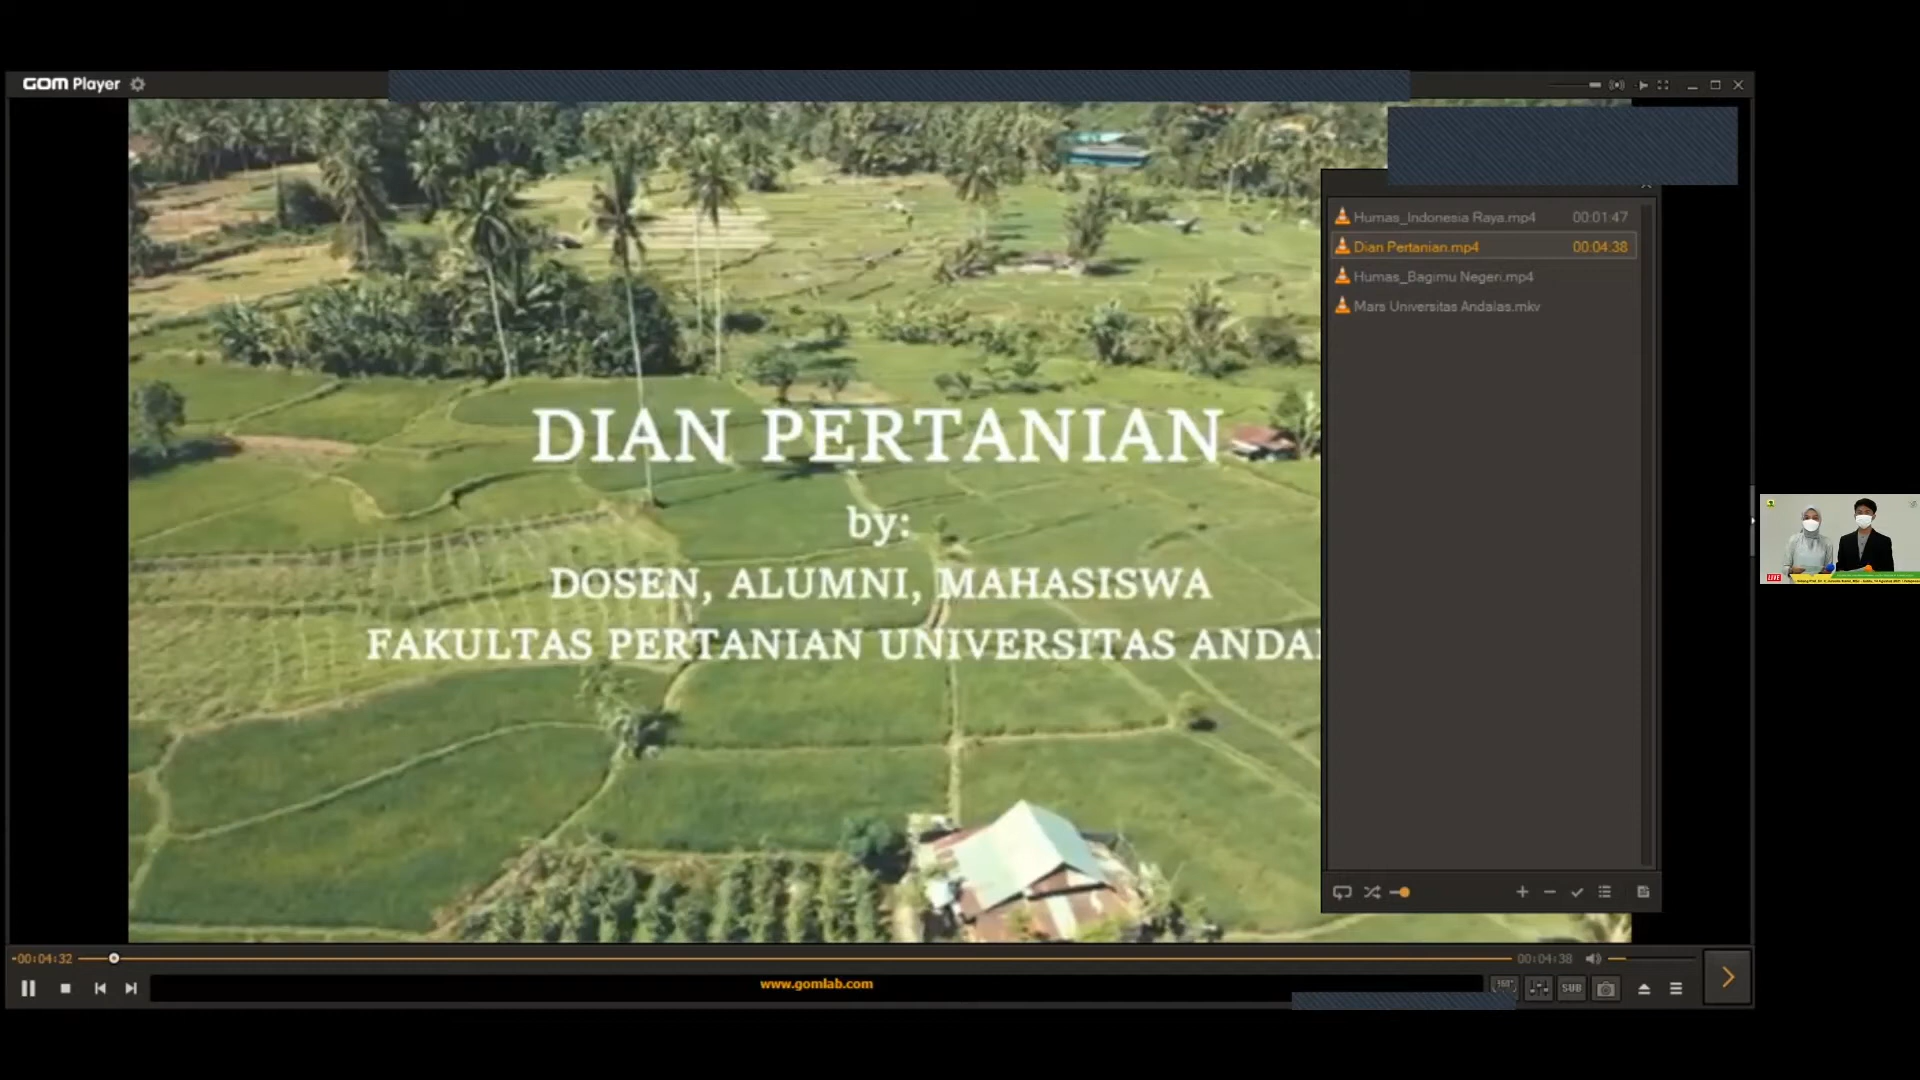 GOM Player
Humas_Indonesia Raya.mp4 00:01:47
Dian Pertanian.mp4 00:04:38
Humas_Bagimu Negeri.mp4
Mars Universitas Andalas.mkv
DIAN PERTANIAN
by:
DOSEN, ALUMNI, MAHASISWA
FAKULTAS PERTANIAN UNIVERSITAS ANDA
LIVE
-00:04:32 00:04:38
www.gomlab.com
360°
SUB